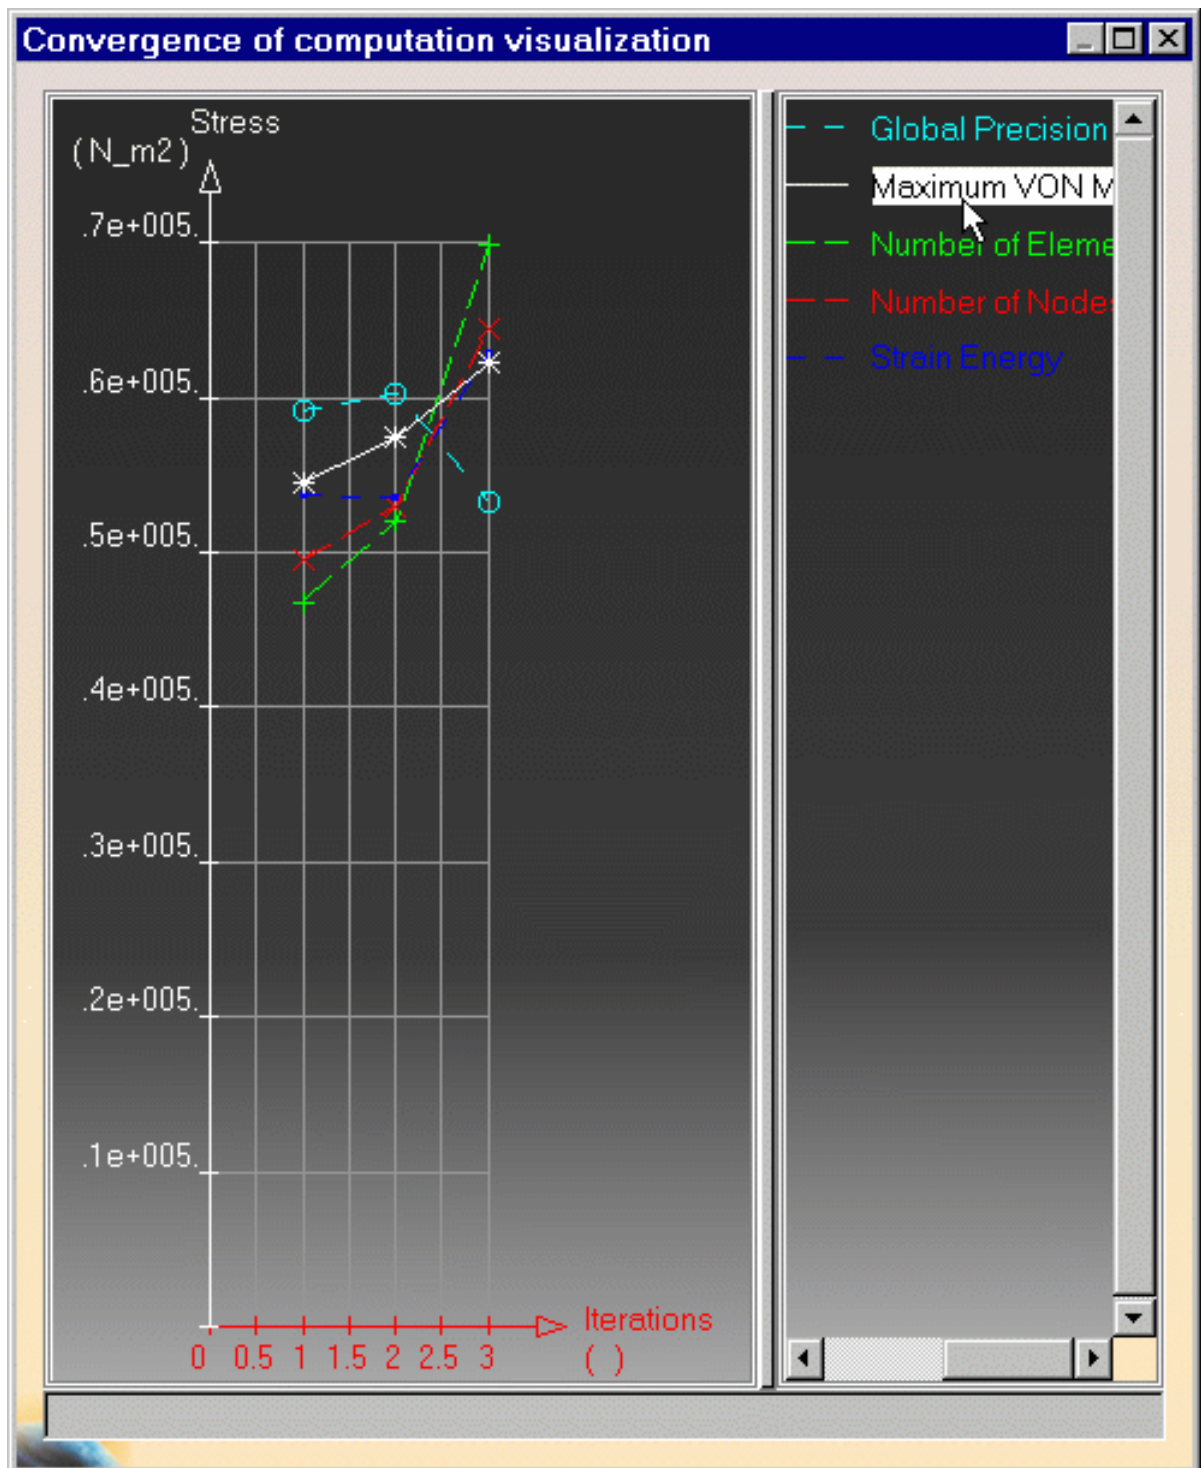 Convergence of computation visualization
Stress
(N_m2)
.7e+005.
.6e+005.
.5e+005.
.4e+005.
.3e+005.
.2e+005.
.1e+005.
0 0.5 1 1.5 2 2.5 3
Iterations
( )
Global Precision
Maximum VON M
Number of Eleme
Number of Nodes
Strain Energy